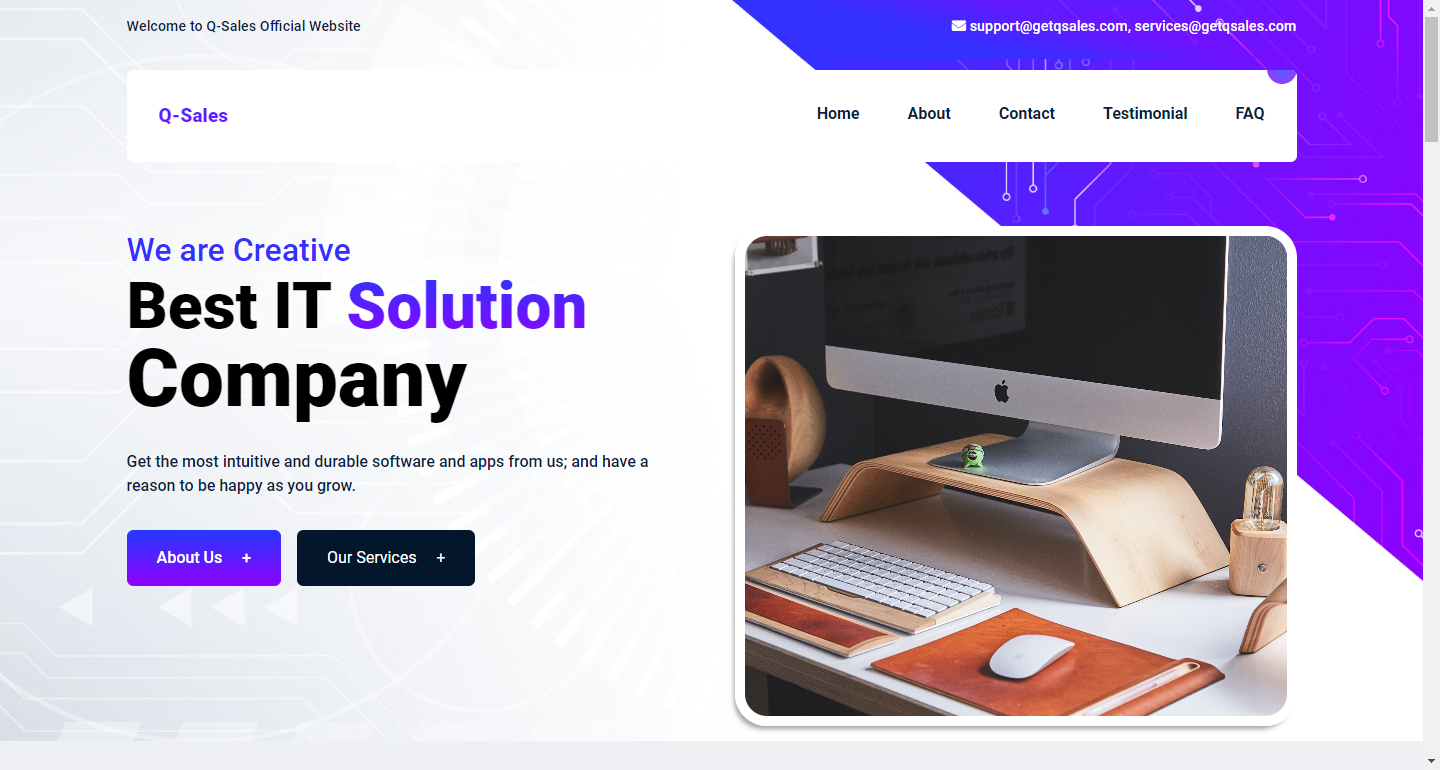 Welcome to Q-Sales Official Website
support@getqsales.com, services@getqsales.com
Q-Sales
Home
About
Contact
Testimonial
FAQ
We are Creative
Best IT Solution
Company
Get the most intuitive and durable software and apps from us; and have a
reason to be happy as you grow.
About Us +
Our Services +